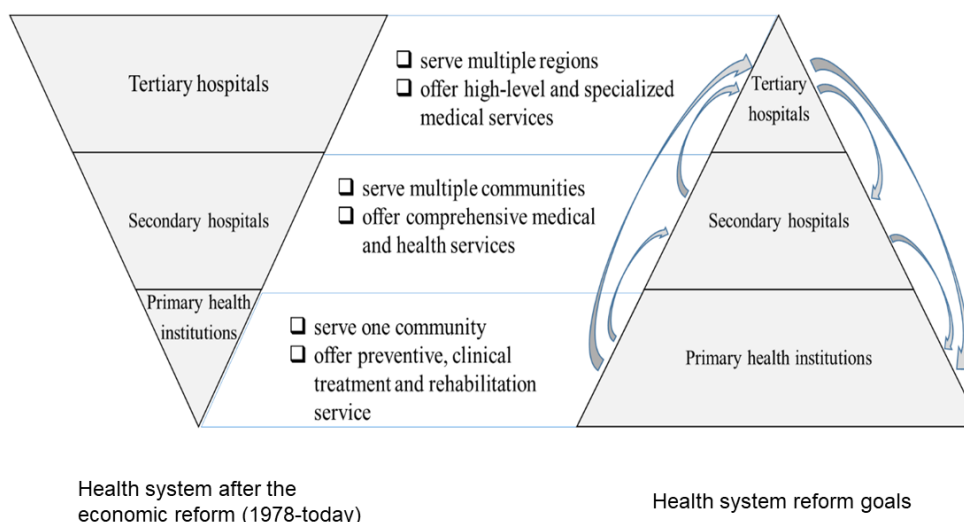 Tertiary hospitals
Secondary hospitals
Primary health
institutions
❑ serve multiple regions
❑ offer high-level and specialized
medical services
❑ serve multiple communities
❑ offer comprehensive medical
and health services
❑ serve one community
❑ offer preventive, clinical
treatment and rehabilitation
service
Tertiary
hospitals
Secondary hospitals
Primary health institutions
Health system after the
economic reform (1978-today)
Health system reform goals